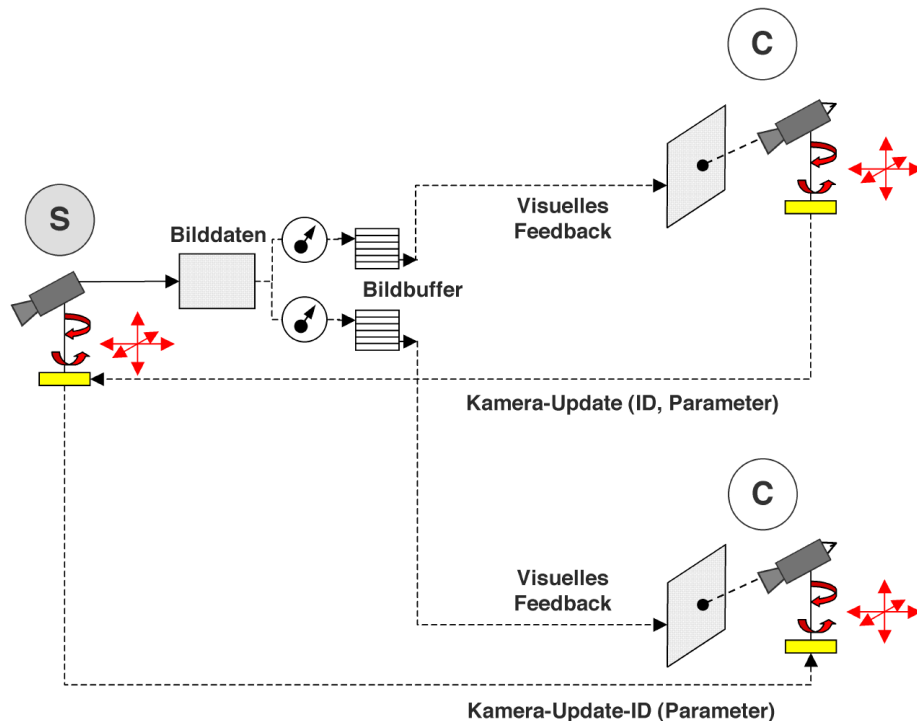 C
S
Bilddaten
Visuelles
Feedback
Bildbuffer
Kamera-Update (ID, Parameter)
C
Visuelles
Feedback
Kamera-Update-ID (Parameter)